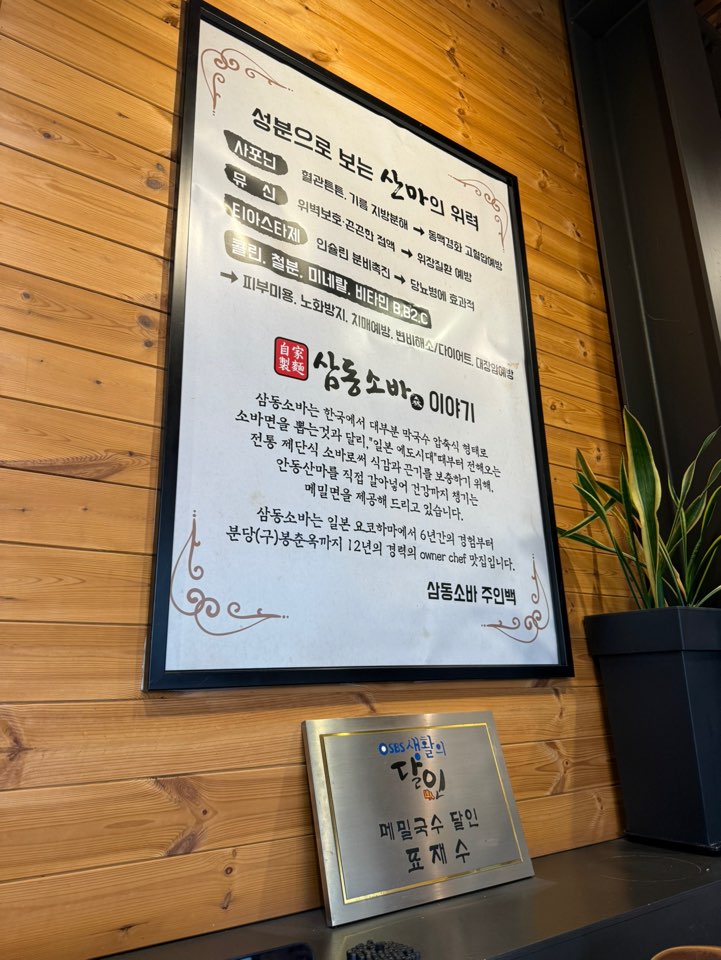 성분으로 보는 산마의 위력
사포닌 혈관튼튼, 기름 지방분해 → 동맥경화 고혈압예방
뮤 신 위벽보호·끈끈한 점액 → 위장질환 예방
티아스타제 인슐린 분비촉진 → 당뇨병에 효과적
콜린, 철분, 미네랄, 비타민 B,B2,C
→ 피부미용, 노화방지, 치매예방, 변비해소/다이어트, 대장암예방
自家製麵 삼동소바 이야기
삼동소바는 한국에서 대부분 막국수 압축식 형태로
소바면을 뽑는것과 달리,"일본 에도시대"때부터 전해오는
전통 제단식 소바로써 식감과 끈기를 보충하기 위해,
안동산마를 직접 갈아넣어 건강까지 챙기는
메밀면을 제공해 드리고 있습니다.
삼동소바는 일본 요코하마에서 6년간의 경험부터
분당(구)봉춘옥까지 12년의 경력의 owner chef 맛집입니다.
삼동소바 주인백
SBS 생활의
달인
메밀국수 달인
표재수